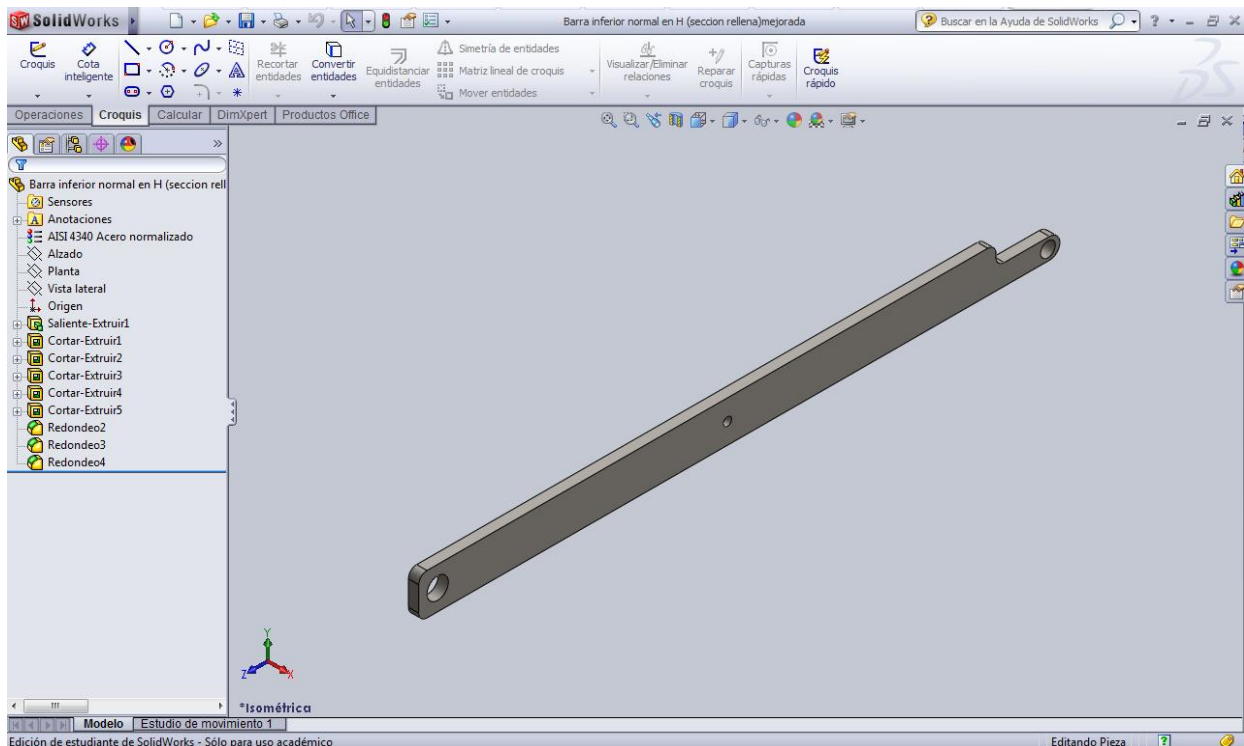 SolidWorks
Barra inferior normal en H (seccion rellena)mejorada
Buscar en la Ayuda de SolidWorks
Croquis
Cota inteligente
Recortar entidades
Convertir entidades
Equidistanciar entidades
Simetría de entidades
Matriz lineal de croquis
Mover entidades
Visualizar/Eliminar relaciones
Reparar croquis
Capturas rápidas
Croquis rápido
Operaciones Croquis Calcular DimXpert Productos Office
Barra inferior normal en H (seccion rell
Sensores
Anotaciones
AISI 4340 Acero normalizado
Alzado
Planta
Vista lateral
Origen
Saliente-Extruir1
Cortar-Extruir1
Cortar-Extruir2
Cortar-Extruir3
Cortar-Extruir4
Cortar-Extruir5
Redondeo2
Redondeo3
Redondeo4
Y
Z
X
*Isométrica
Modelo Estudio de movimiento 1
Edición de estudiante de SolidWorks - Sólo para uso académico
Editando Pieza